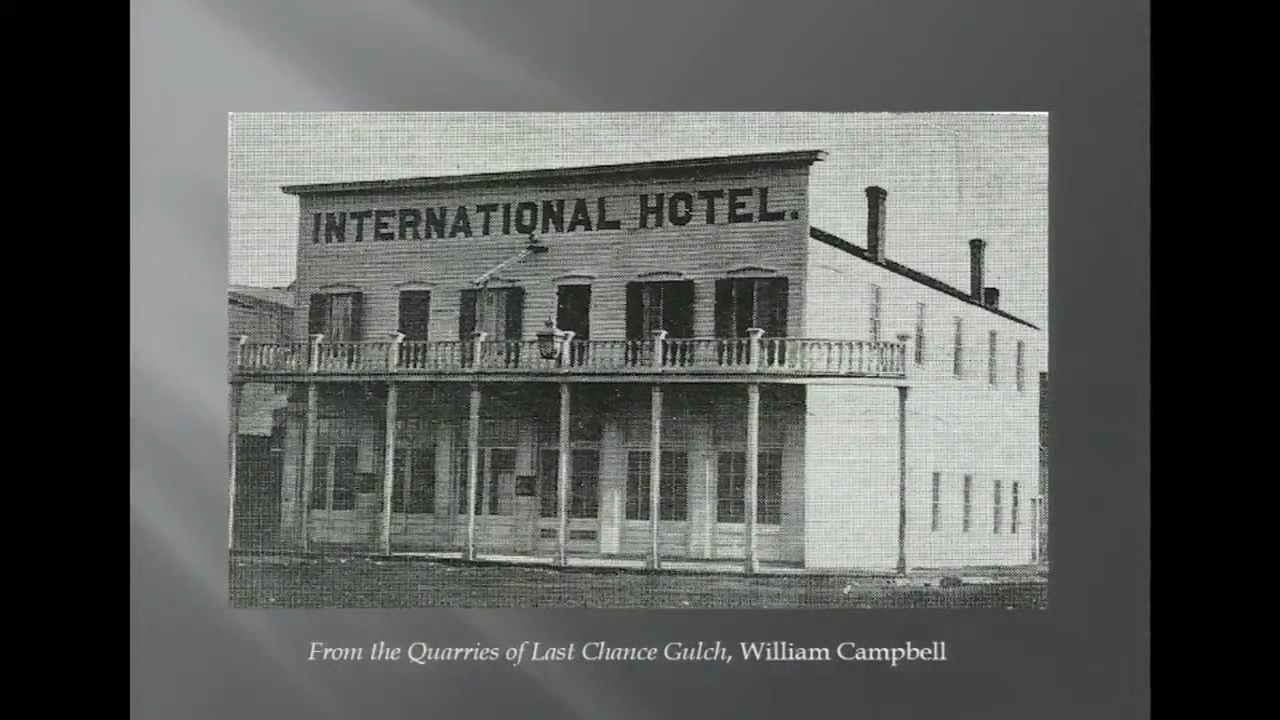 INTERNATIONAL HOTEL.
From the Quarries of Last Chance Gulch, William Campbell